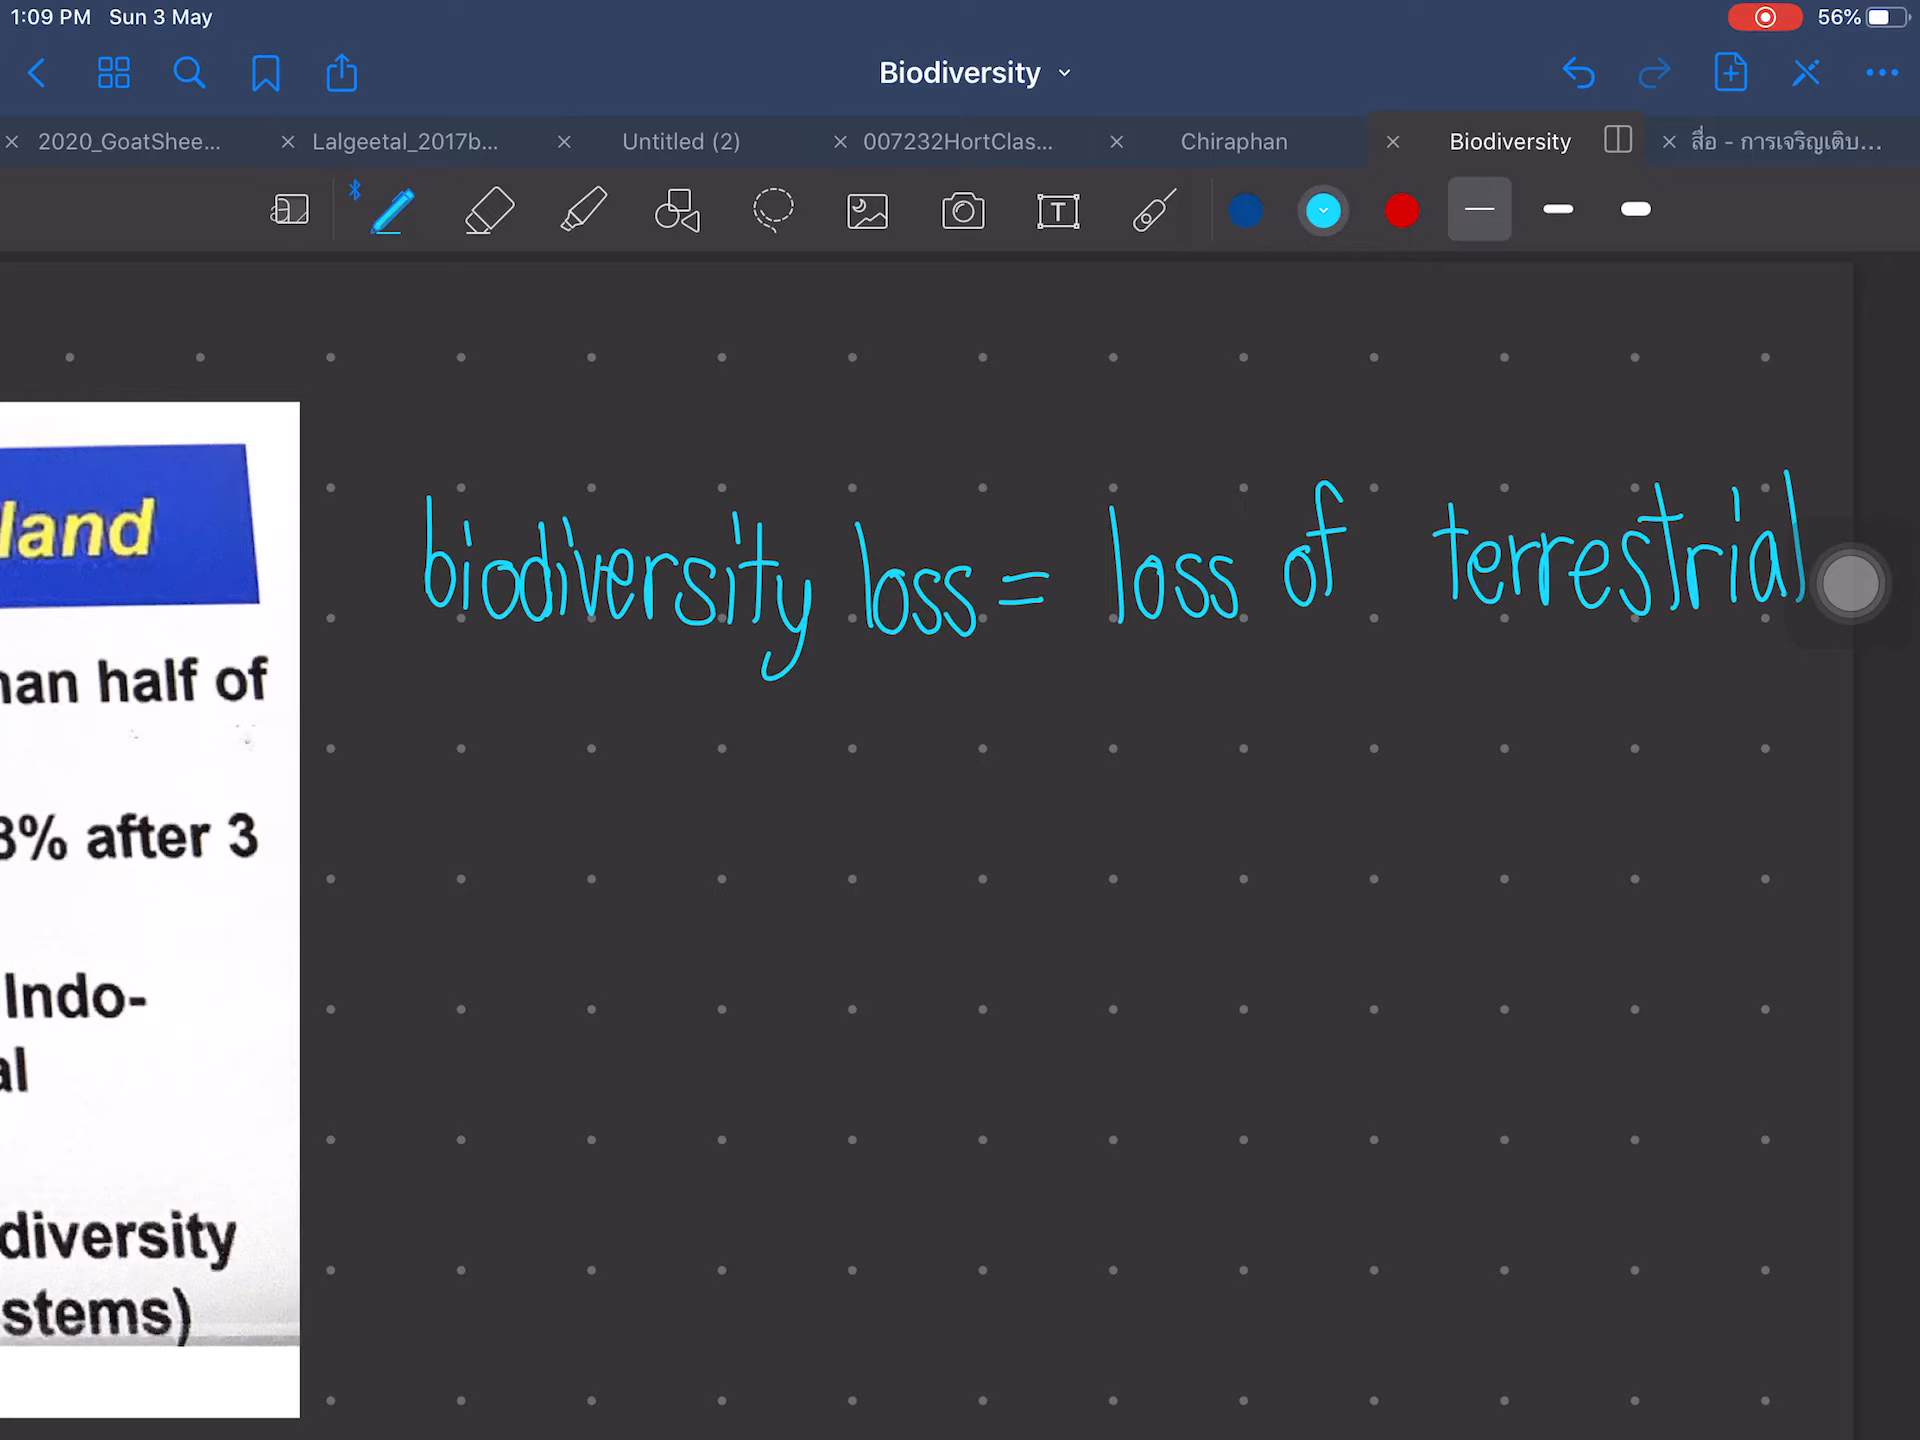 1:09 PM Sun 3 May 56%
Biodiversity
2020_GoatShee... Lalgeetal_2017b... Untitled (2) 007232HortClas... Chiraphan Biodiversity สื่อ - การเจริญเติบ...
T
land
biodiversity loss = loss of terrestrial
han half of
3% after 3
Indo-
al
diversity
stems)